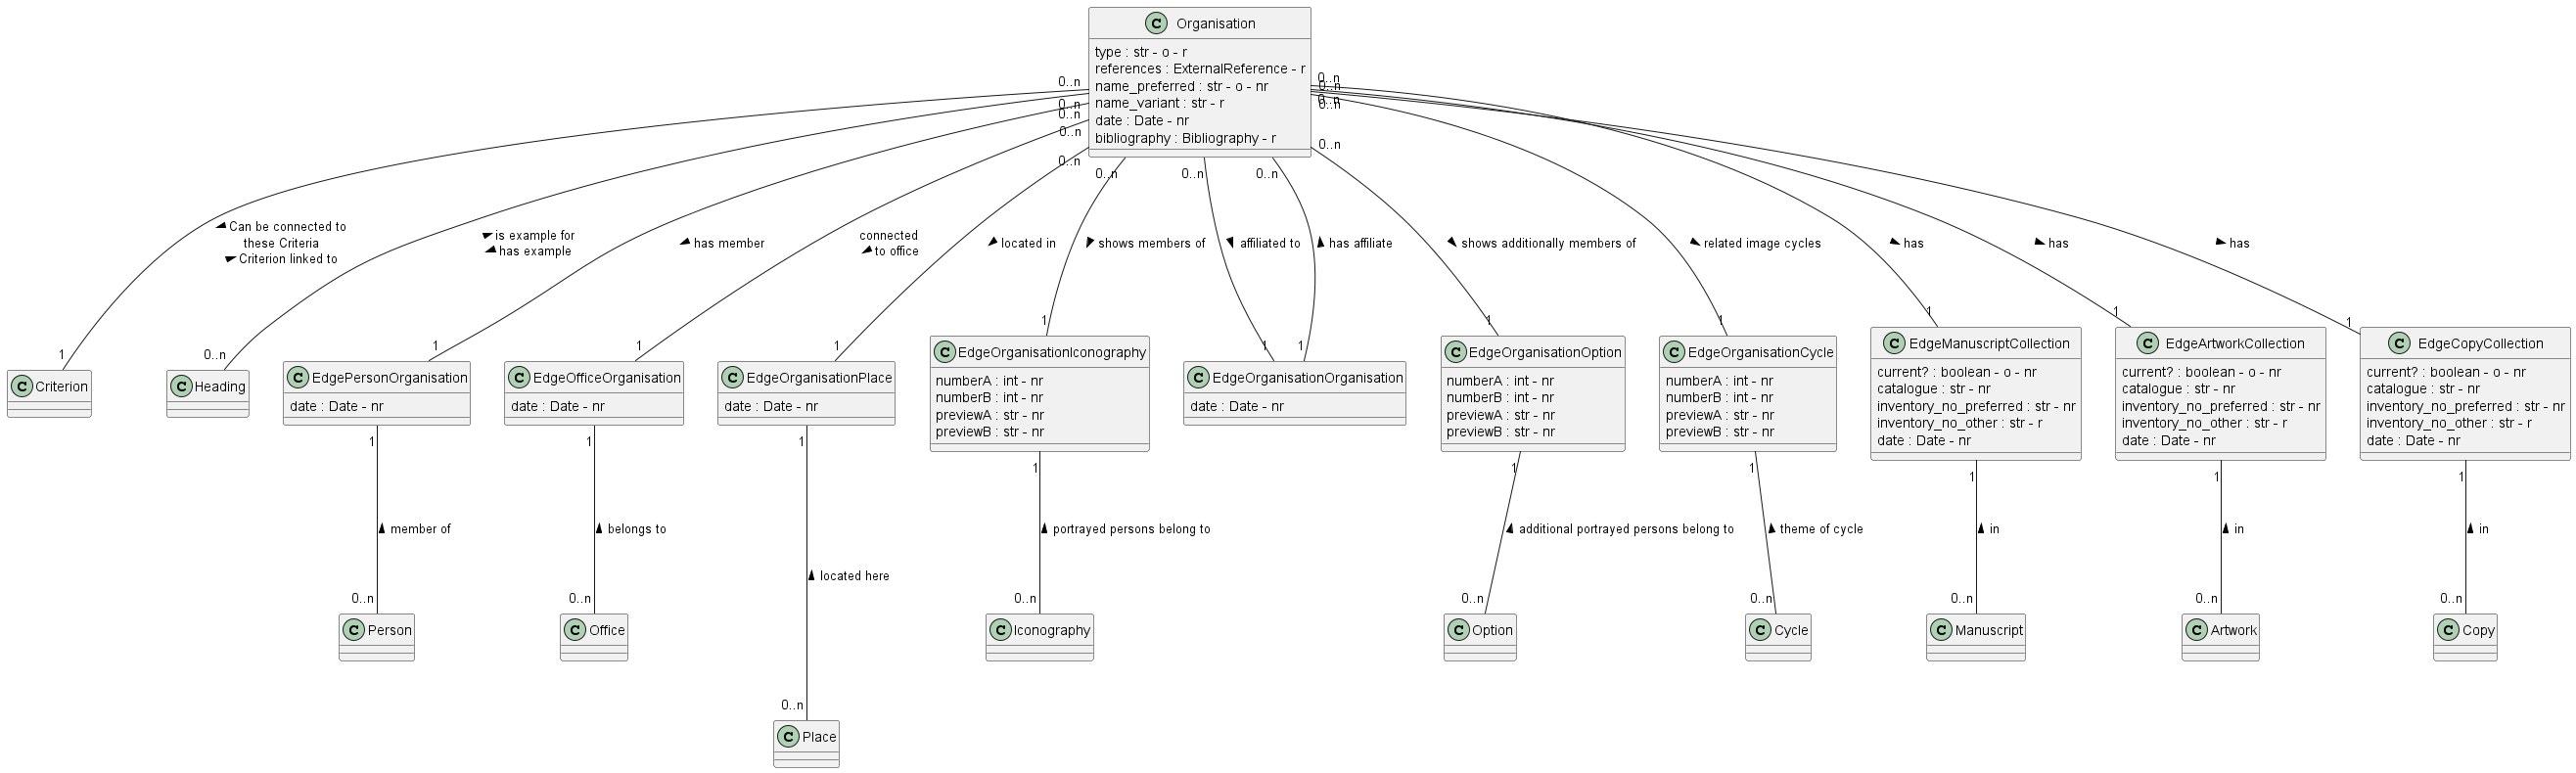 C Organisation
type : str - o - r
references : ExternalReference - r
name_preferred : str - o - nr
name_variant : str - r
date : Date - nr
bibliography : Bibliography - r
0..n
0..n
0..n
0..n
0..n
0..n
0..n
0..n
0..n
0..n
0..n
0..n
0..n
Can be connected to
these Criteria
Criterion linked to
is example for
has example
has member
connected
to office
located in
shows members of
affiliated to
has affiliate
shows additionally members of
related image cycles
has
has
has
1
0..n
1
1
1
1
1
1
1
1
1
1
1
C Criterion
C Heading
C EdgePersonOrganisation
date : Date - nr
C EdgeOfficeOrganisation
date : Date - nr
C EdgeOrganisationPlace
date : Date - nr
C EdgeOrganisationIconography
numberA : int - nr
numberB : int - nr
previewA : str - nr
previewB : str - nr
C EdgeOrganisationOrganisation
date : Date - nr
C EdgeOrganisationOption
numberA : int - nr
numberB : int - nr
previewA : str - nr
previewB : str - nr
C EdgeOrganisationCycle
numberA : int - nr
numberB : int - nr
previewA : str - nr
previewB : str - nr
C EdgeManuscriptCollection
current? : boolean - o - nr
catalogue : str - nr
inventory_no_preferred : str - nr
inventory_no_other : str - r
date : Date - nr
C EdgeArtworkCollection
current? : boolean - o - nr
catalogue : str - nr
inventory_no_preferred : str - nr
inventory_no_other : str - r
date : Date - nr
C EdgeCopyCollection
current? : boolean - o - nr
catalogue : str - nr
inventory_no_preferred : str - nr
inventory_no_other : str - r
date : Date - nr
1
1
1
1
1
1
1
1
1
member of
belongs to
located here
portrayed persons belong to
additional portrayed persons belong to
theme of cycle
in
in
in
0..n
0..n
0..n
0..n
0..n
0..n
0..n
0..n
C Person
C Office
C Iconography
C Option
C Cycle
C Manuscript
C Artwork
C Copy
0..n
C Place